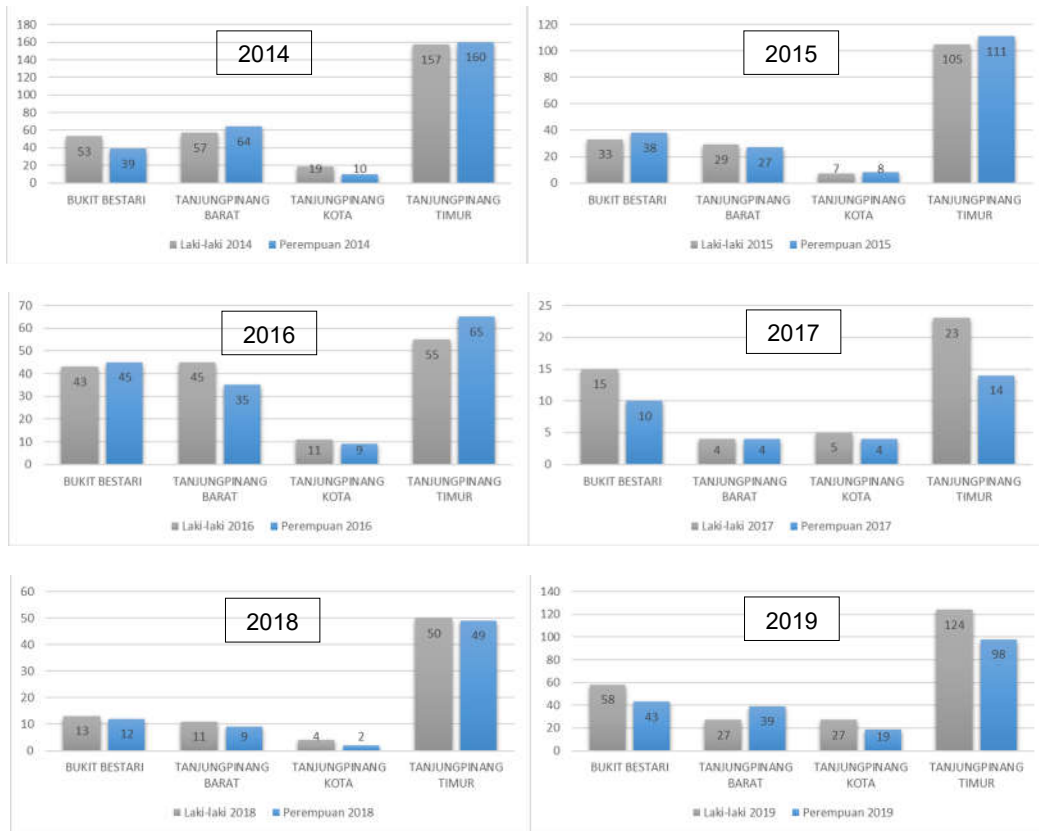 2014
180
160
140
120
100
80
60
40
20
0
53 39 57 64 19 10 157 160
BUKIT BESTARI TANJUNGPINANG BARAT TANJUNGPINANG KOTA TANJUNGPINANG TIMUR
Laki-laki 2014 Perempuan 2014
2015
120
100
80
60
40
20
0
33 38 29 27 7 8 105 111
BUKIT BESTARI TANJUNGPINANG BARAT TANJUNGPINANG KOTA TANJUNGPINANG TIMUR
Laki-laki 2015 Perempuan 2015
2016
70
60
50
40
30
20
10
0
43 45 45 35 11 9 55 65
BUKIT BESTARI TANJUNGPINANG BARAT TANJUNGPINANG KOTA TANJUNGPINANG TIMUR
Laki-laki 2016 Perempuan 2016
2017
25
20
15
10
5
0
15 10 4 4 5 4 23 14
BUKIT BESTARI TANJUNGPINANG BARAT TANJUNGPINANG KOTA TANJUNGPINANG TIMUR
Laki-laki 2017 Perempuan 2017
2018
60
50
40
30
20
10
0
13 12 11 9 4 2 50 49
BUKIT BESTARI TANJUNGPINANG BARAT TANJUNGPINANG KOTA TANJUNGPINANG TIMUR
Laki-laki 2018 Perempuan 2018
2019
140
120
100
80
60
40
20
0
58 43 27 39 27 19 124 98
BUKIT BESTARI TANJUNGPINANG BARAT TANJUNGPINANG KOTA TANJUNGPINANG TIMUR
Laki-laki 2019 Perempuan 2019